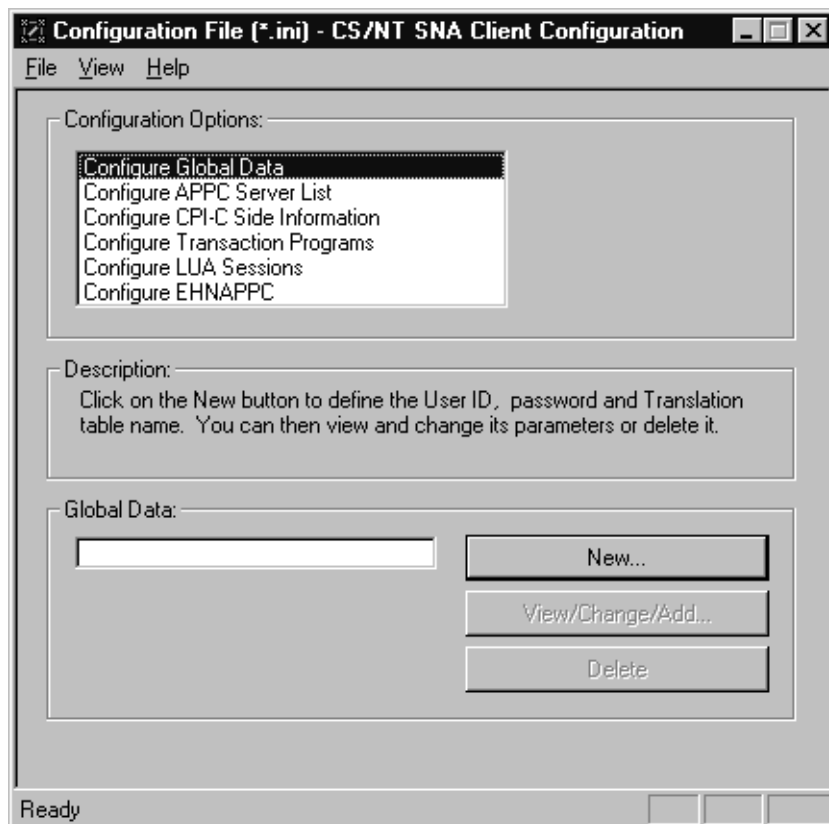 Configuration File (*.ini) - CS/NT SNA Client Configuration
File View Help
Configuration Options:
Configure Global Data
Configure APPC Server List
Configure CPI-C Side Information
Configure Transaction Programs
Configure LUA Sessions
Configure EHNAPPC
Description:
Click on the New button to define the User ID, password and Translation
table name. You can then view and change its parameters or delete it.
Global Data:
New...
View/Change/Add...
Delete
Ready